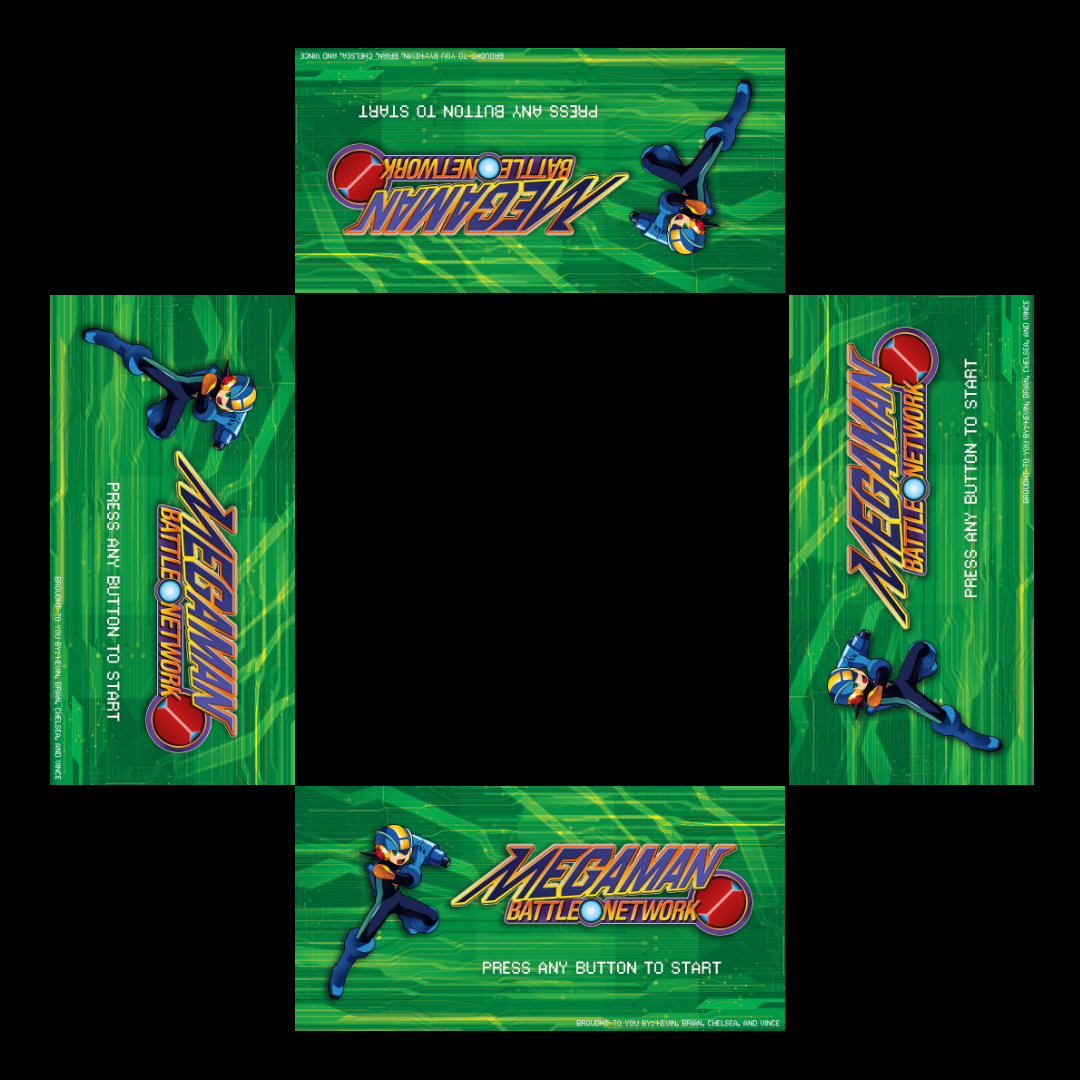 BROUGHT TO YOU BY: KEVIN, BRIAN, CHELSEA, AND VINCE
PRESS ANY BUTTON TO START
BATTLE NETWORK
MEGAMAN
MEGAMAN
BATTLE NETWORK
PRESS ANY BUTTON TO START
BROUGHT TO YOU BY: KEVIN, BRIAN, CHELSEA, AND VINCE
MEGAMAN
BATTLE NETWORK
PRESS ANY BUTTON TO START
BROUGHT TO YOU BY: KEVIN, BRIAN, CHELSEA, AND VINCE
MEGAMAN
BATTLE NETWORK
PRESS ANY BUTTON TO START
BROUGHT TO YOU BY: KEVIN, BRIAN, CHELSEA, AND VINCE